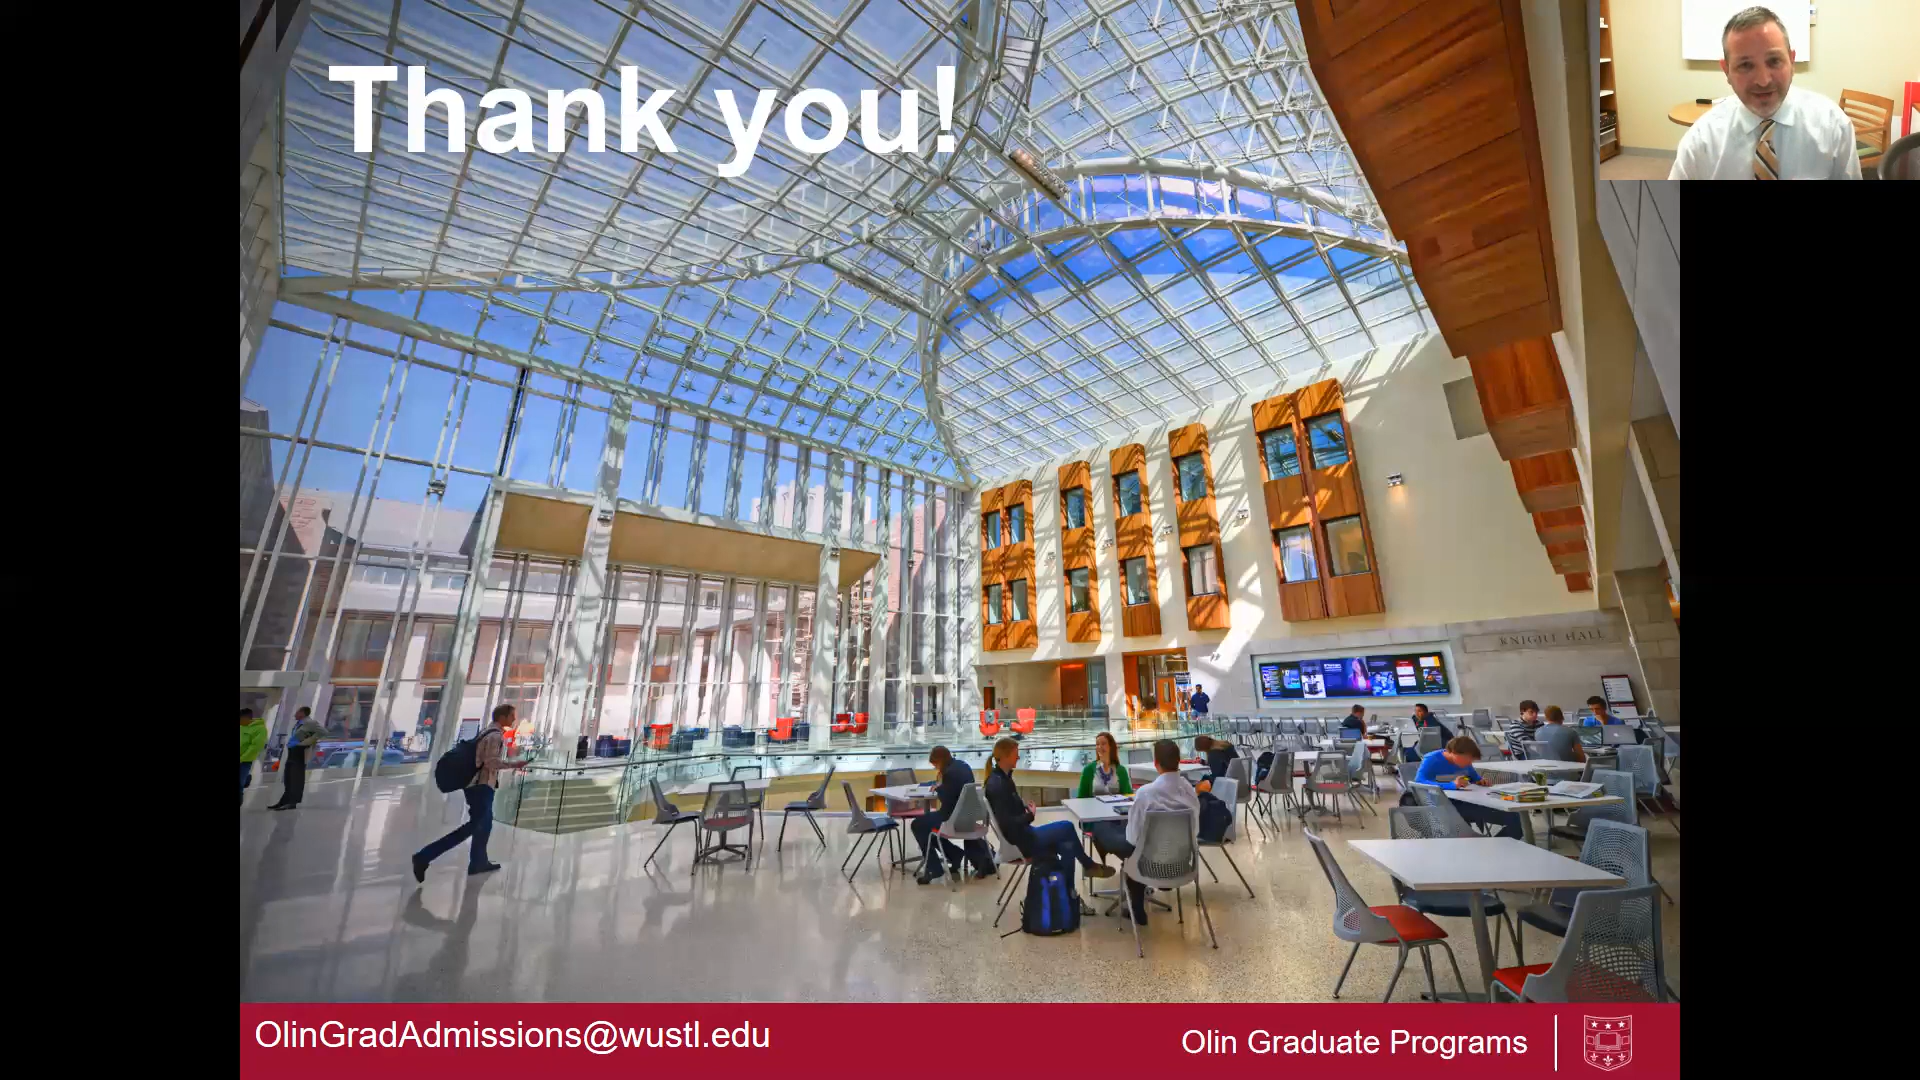 Thank you!
KNIGHT HALL
OlinGradAdmissions@wustl.edu
Olin Graduate Programs